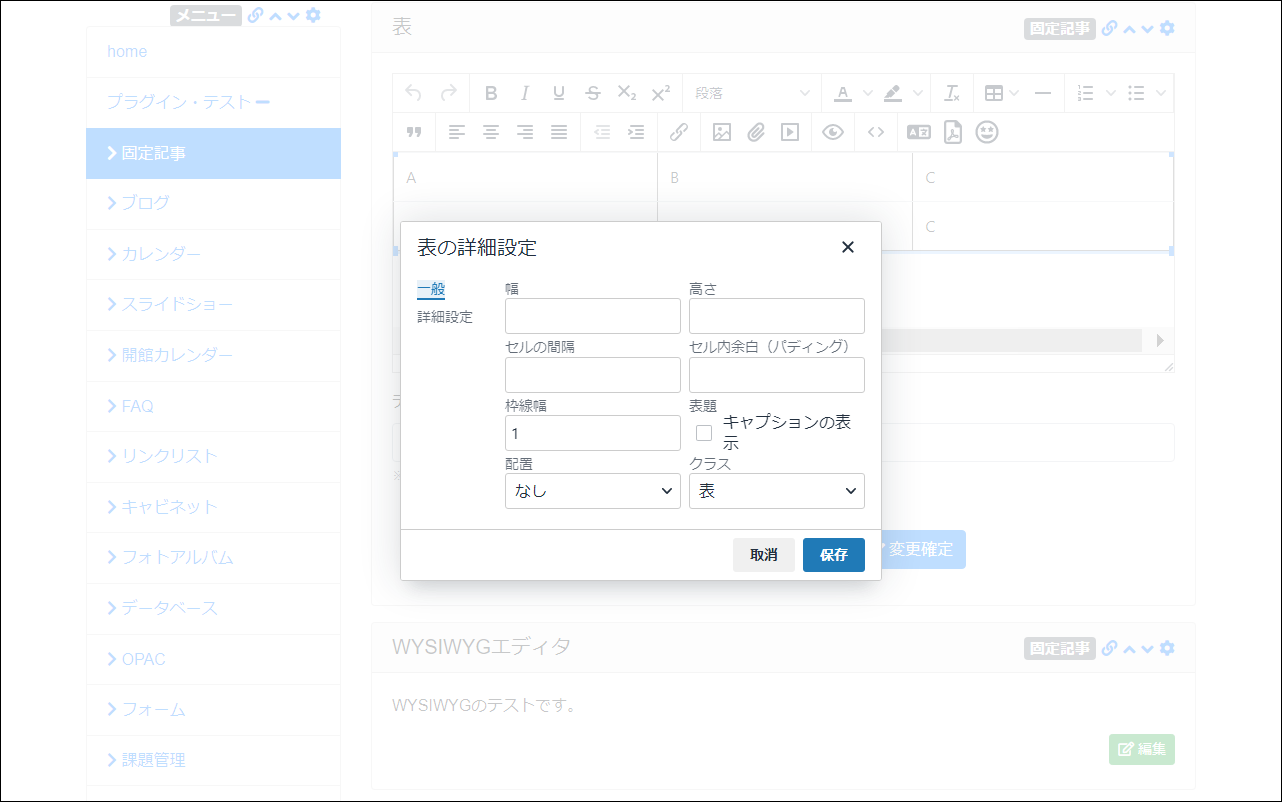 メニュー
home
プラグイン・テスト
固定記事
ブログ
カレンダー
スライドショー
開館カレンダー
FAQ
リンクリスト
キャビネット
フォトアルバム
データベース
OPAC
フォーム
課題管理
表
固定記事
段落
A B C
C
表の詳細設定
一般
詳細設定
幅 高さ
セルの間隔 セル内余白（パディング）
枠線幅 表題
1 キャプションの表
示
配置 クラス
なし 表
取消 保存
変更確定
WYSIWYGエディタ 固定記事
WYSIWYGのテストです。
編集